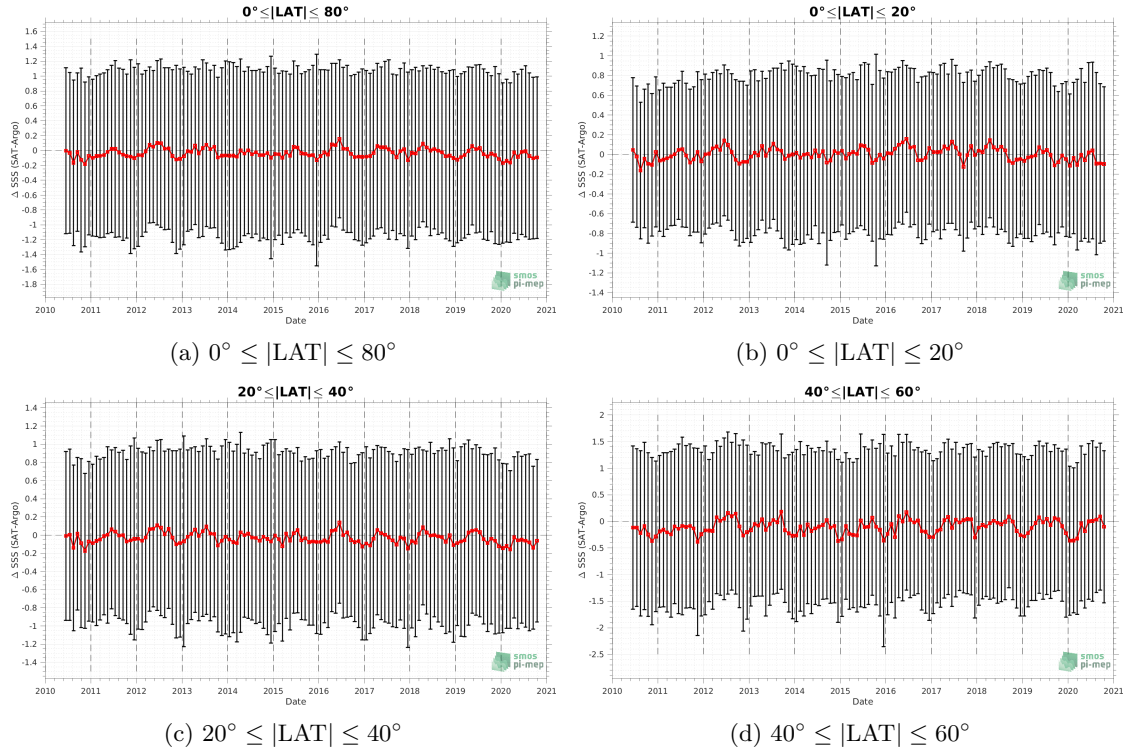 0°≤|LAT|≤ 80°
1.6
1.4
1.2
1
0.8
0.6
0.4
0.2
0
-0.2
-0.4
-0.6
-0.8
-1
-1.2
-1.4
-1.6
-1.8
Δ SSS (SAT-Argo)
2010 2011 2012 2013 2014 2015 2016 2017 2018 2019 2020 2021
Date
smos
pi-mep
(a) 0° ≤ |LAT| ≤ 80°
0°≤|LAT|≤ 20°
1.2
1
0.8
0.6
0.4
0.2
0
-0.2
-0.4
-0.6
-0.8
-1
-1.2
-1.4
Δ SSS (SAT-Argo)
2010 2011 2012 2013 2014 2015 2016 2017 2018 2019 2020 2021
Date
smos
pi-mep
(b) 0° ≤ |LAT| ≤ 20°
20°≤|LAT|≤ 40°
1.4
1.2
1
0.8
0.6
0.4
0.2
0
-0.2
-0.4
-0.6
-0.8
-1
-1.2
-1.4
Δ SSS (SAT-Argo)
2010 2011 2012 2013 2014 2015 2016 2017 2018 2019 2020 2021
Date
smos
pi-mep
(c) 20° ≤ |LAT| ≤ 40°
40°≤|LAT|≤ 60°
2
1.5
1
0.5
0
-0.5
-1
-1.5
-2
-2.5
Δ SSS (SAT-Argo)
2010 2011 2012 2013 2014 2015 2016 2017 2018 2019 2020 2021
Date
smos
pi-mep
(d) 40° ≤ |LAT| ≤ 60°